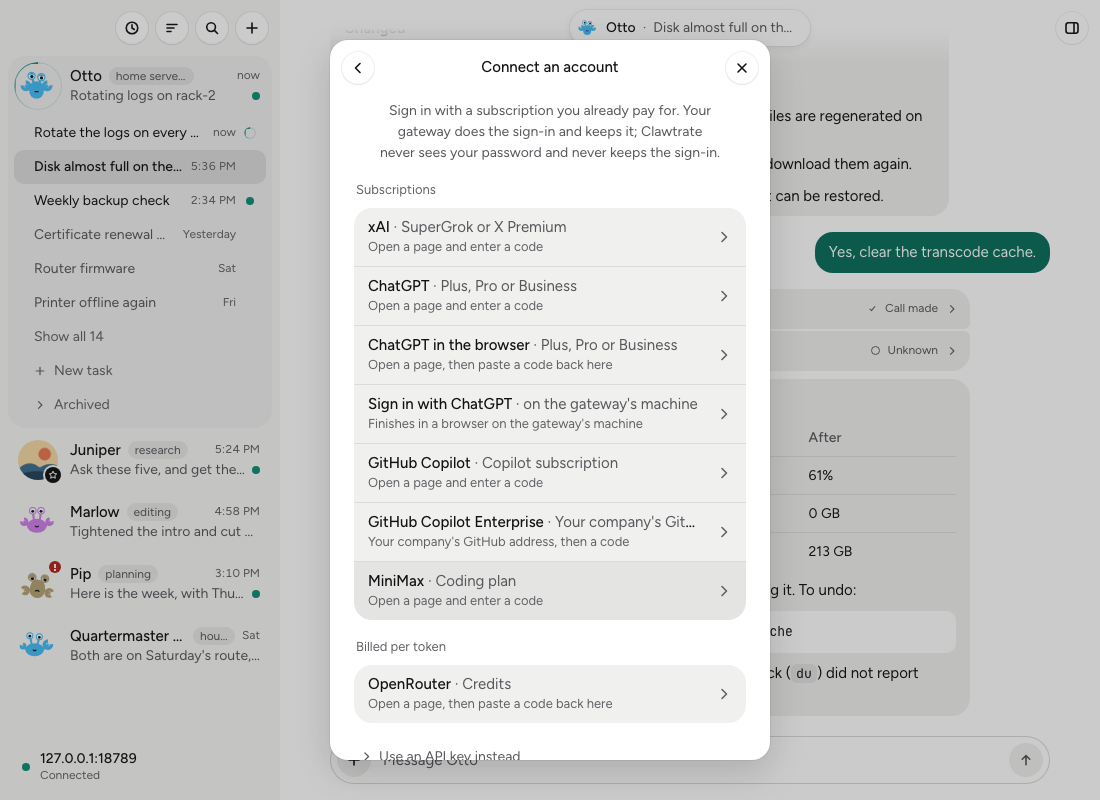 Otto home serve... now
Rotating logs on rack-2
Rotate the logs on every ... now
Disk almost full on the... 5:36 PM
Weekly backup check 2:34 PM
Certificate renewal ... Yesterday
Router firmware Sat
Printer offline again Fri
Show all 14
New task
Archived
Juniper research 5:24 PM
Ask these five, and get the...
Marlow editing 4:58 PM
Tightened the intro and cut ...
Pip planning 3:10 PM
Here is the week, with Thu...
Quartermaster ... hou... Sat
Both are on Saturday's route,...
127.0.0.1:18789
Connected
Changed
Otto · Disk almost full on th...
Connect an account
Sign in with a subscription you already pay for. Your
gateway does the sign-in and keeps it; Clawtrate
never sees your password and never keeps the sign-in.
Subscriptions
xAI · SuperGrok or X Premium
Open a page and enter a code
ChatGPT · Plus, Pro or Business
Open a page and enter a code
ChatGPT in the browser · Plus, Pro or Business
Open a page, then paste a code back here
Sign in with ChatGPT · on the gateway's machine
Finishes in a browser on the gateway's machine
GitHub Copilot · Copilot subscription
Open a page and enter a code
GitHub Copilot Enterprise · Your company's Git...
Your company's GitHub address, then a code
MiniMax · Coding plan
Open a page and enter a code
Billed per token
OpenRouter · Credits
Open a page, then paste a code back here
Use an API key instead
Message Otto
are regenerated on
download them again.
can be restored.
Yes, clear the transcode cache.
Call made
Unknown
After
61%
0 GB
213 GB
it. To undo:
(du) did not report